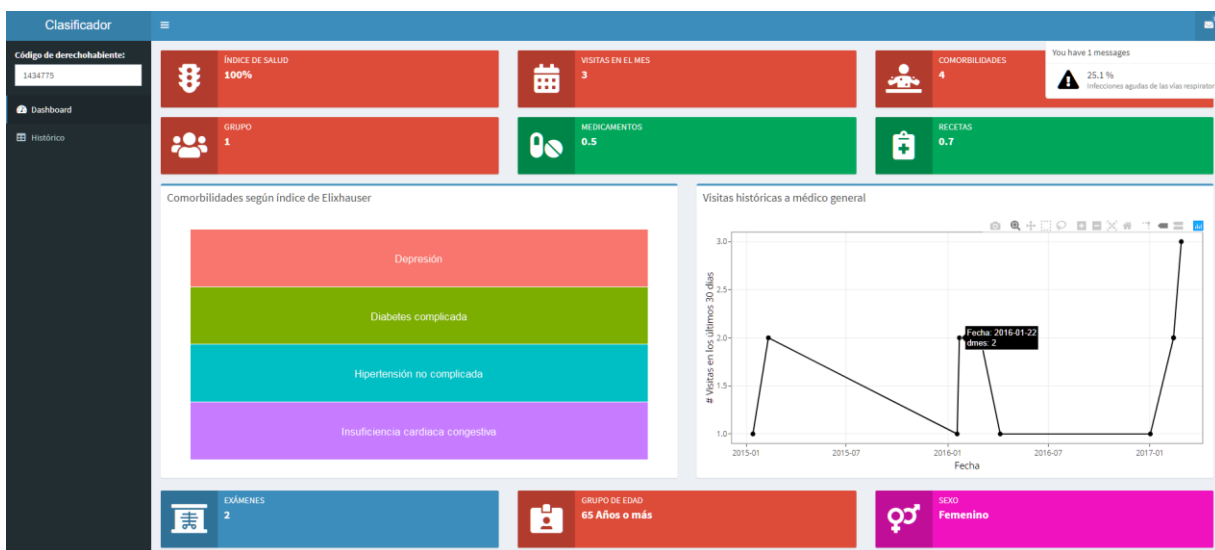 Clasificador
Código de derechohabiente:
1434775
Dashboard
Histórico
ÍNDICE DE SALUD
100%
VISITAS EN EL MES
3
COMORBILIDADES
4
You have 1 messages
25.1 %
Infecciones agudas de las vías respirator
GRUPO
1
MEDICAMENTOS
0.5
RECETAS
0.7
Comorbilidades según índice de Elixhauser
Depresión
Diabetes complicada
Hipertensión no complicada
Insuficiencia cardiaca congestiva
Visitas históricas a médico general
# Visitas en los últimos 30 días
3.0
2.5
2.0
1.5
1.0
Fecha: 2016-01-22
dmes: 2
2015-01
2015-07
2016-01
2016-07
2017-01
Fecha
EXÁMENES
2
GRUPO DE EDAD
65 Años o más
SEXO
Femenino